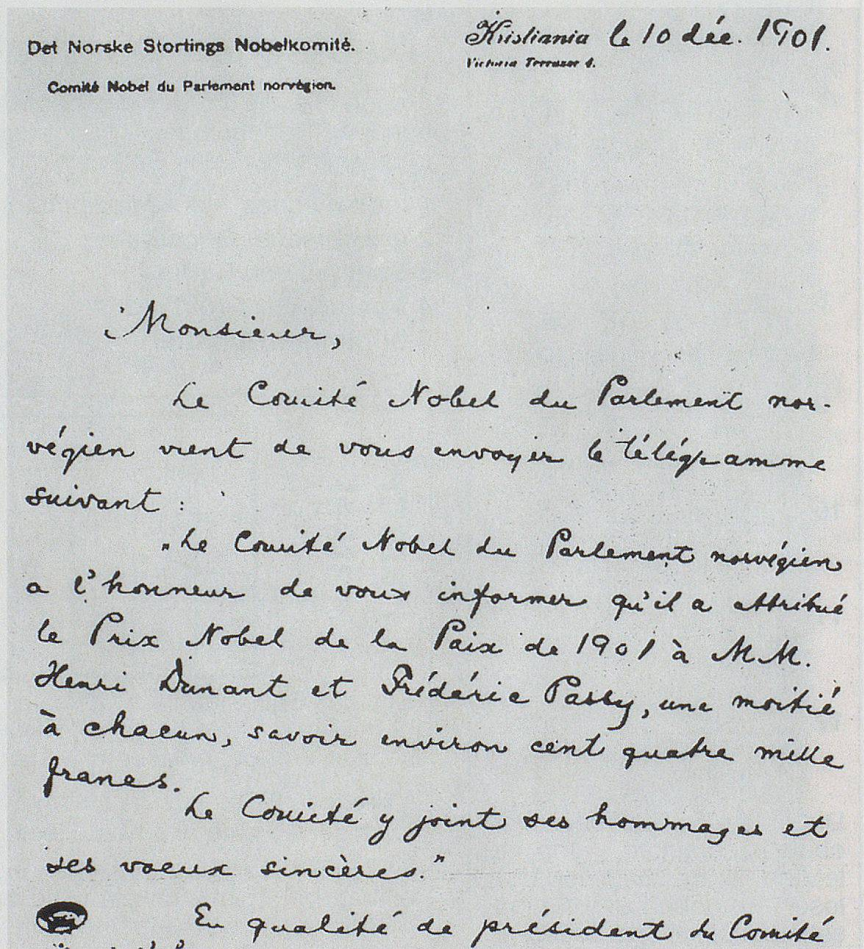 Det Norske Stortings Nobelkomité.
Comité Nobel du Parlement norvégien.
Kristiania le 10 déc. 1901.
Victoria Terrasse 4.
Monsieur,
Le Comité Nobel du Parlement nor-
végien vient de vous envoyer le télégramme
suivant :
„Le Comité Nobel du Parlement norvégien
a l'honneur de vous informer qu'il a attribué
le Prix Nobel de la Paix de 1901 à MM.
Henri Dunant et Frédéric Passy, une moitié
à chacun, savoir environ cent quatre mille
francs.
Le Comité y joint ses hommages et
ses voeux sincères."
En qualité de président du Comité